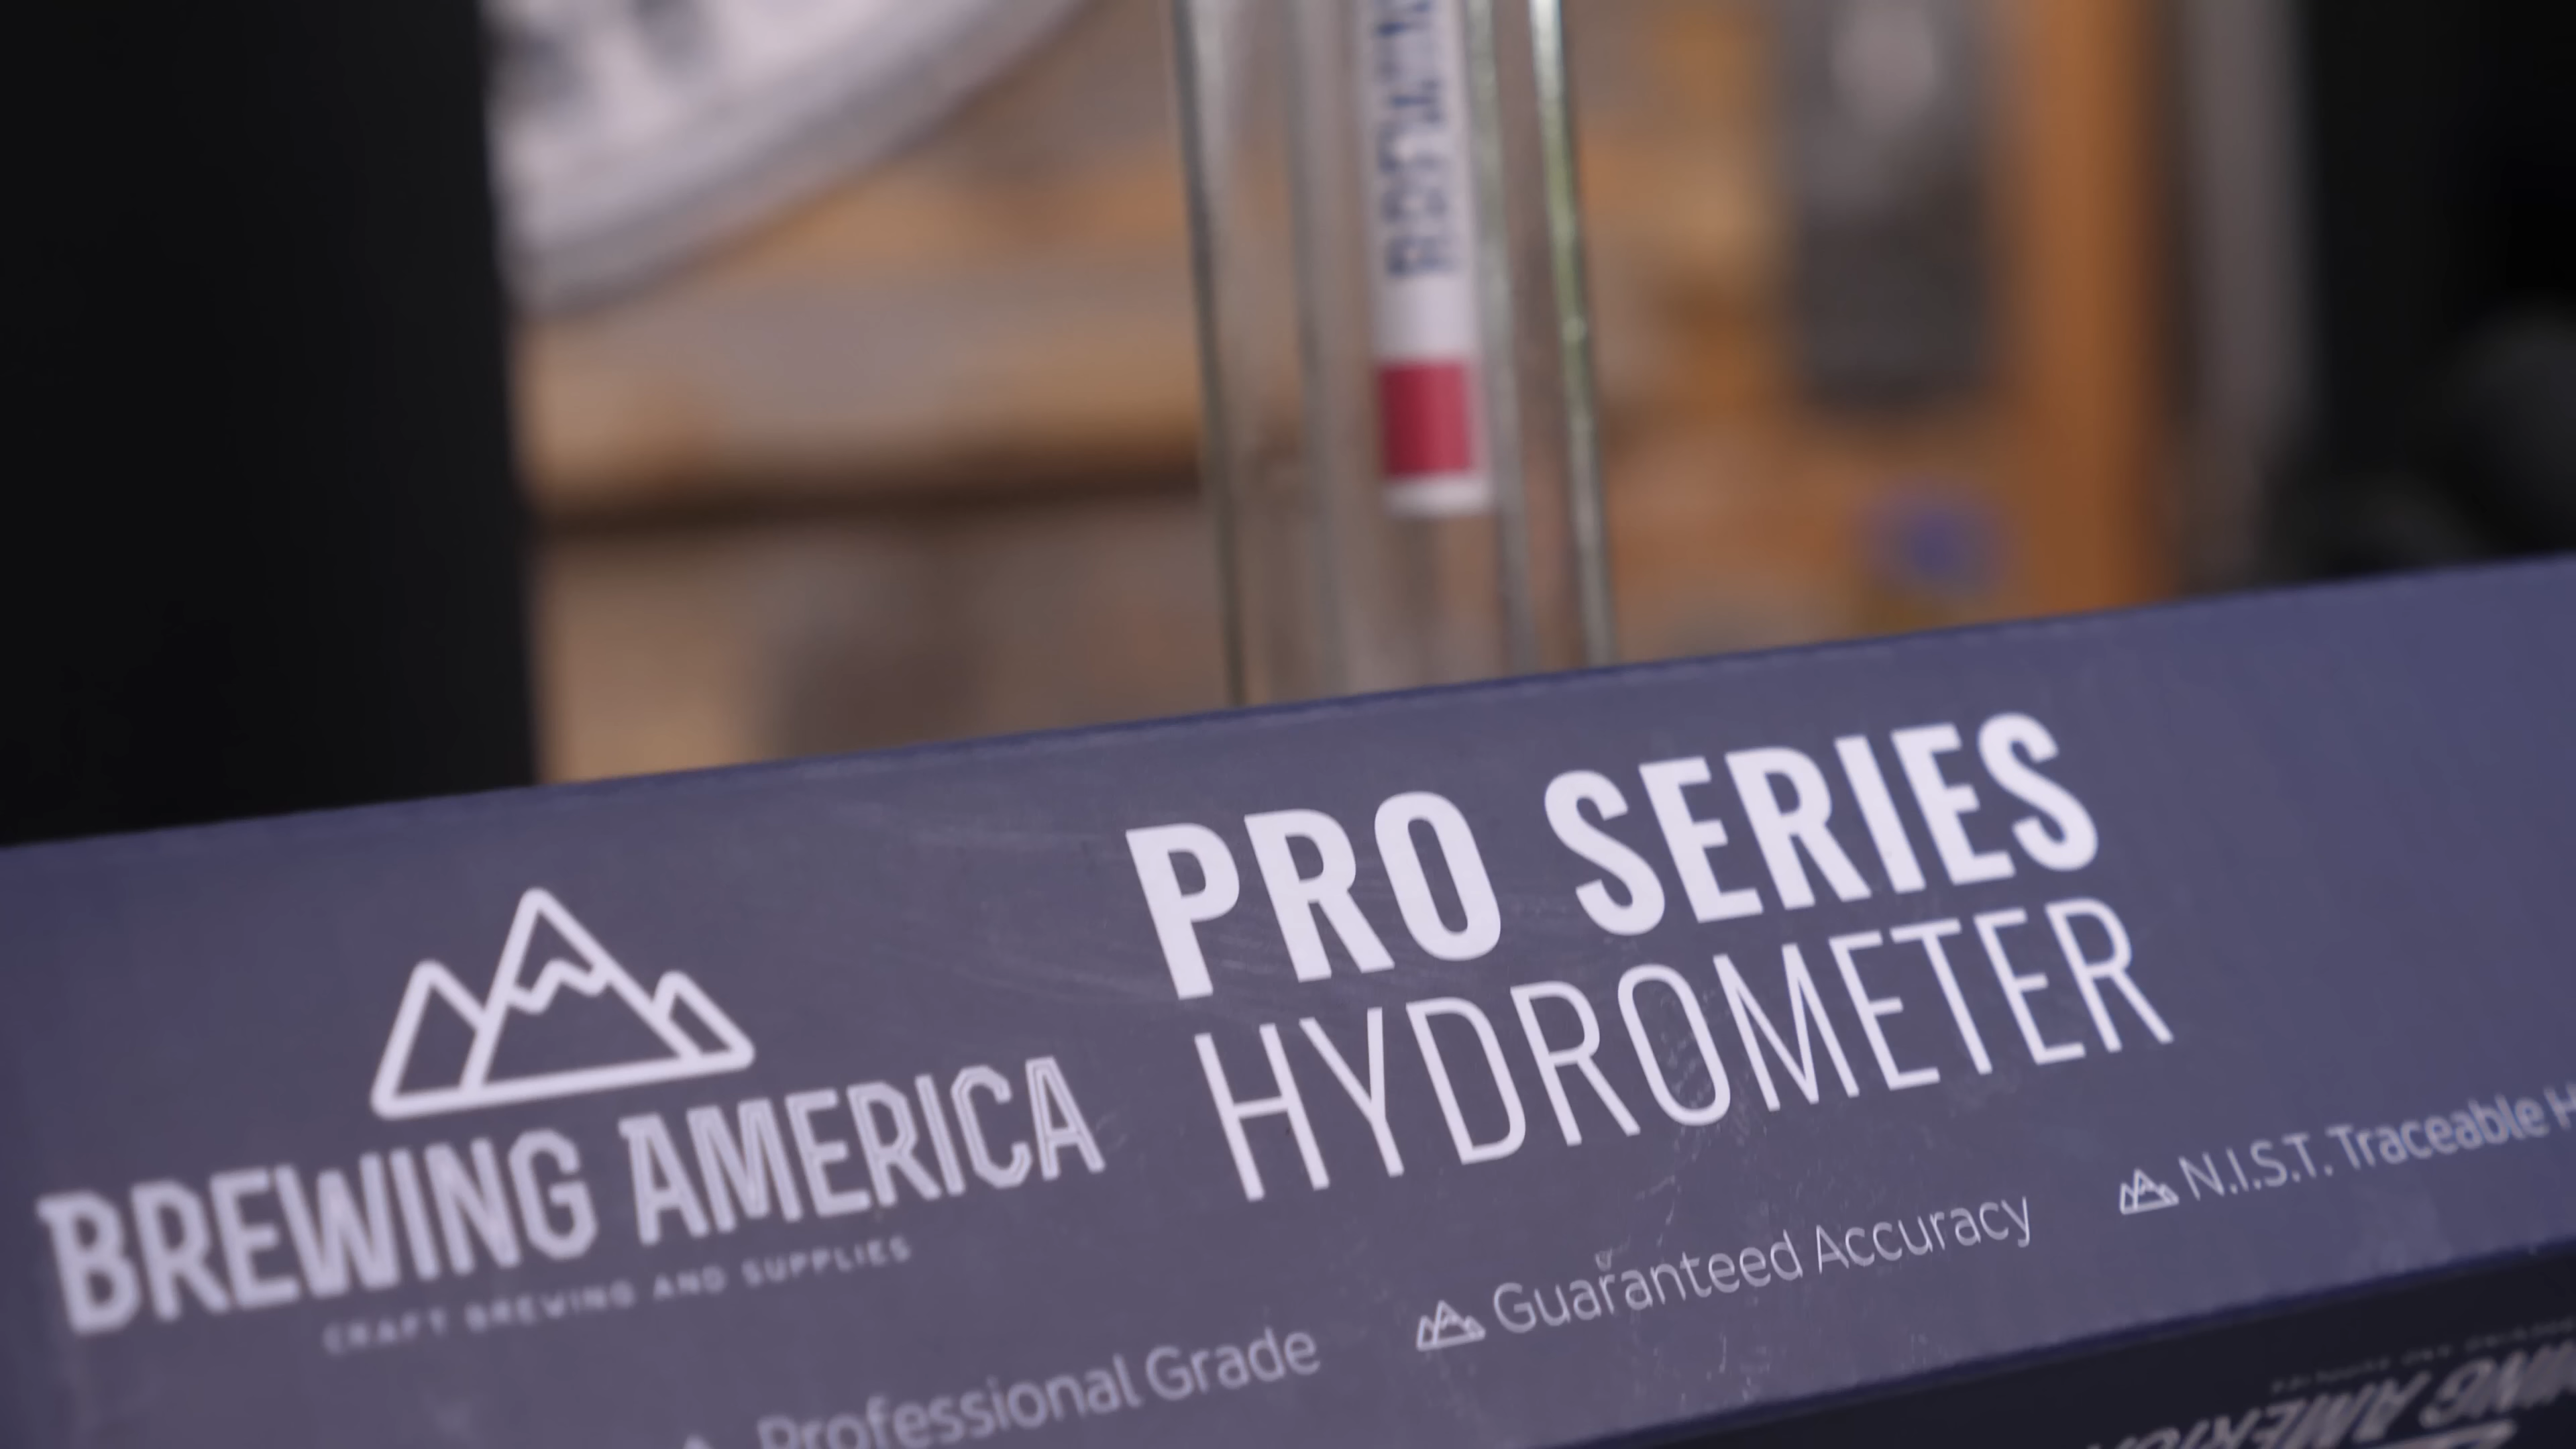 PRO SERIES
HYDROMETER
BREWING AMERICA
CRAFT BREWING AND SUPPLIES
Professional Grade
Guaranteed Accuracy
N.I.S.T. Traceable